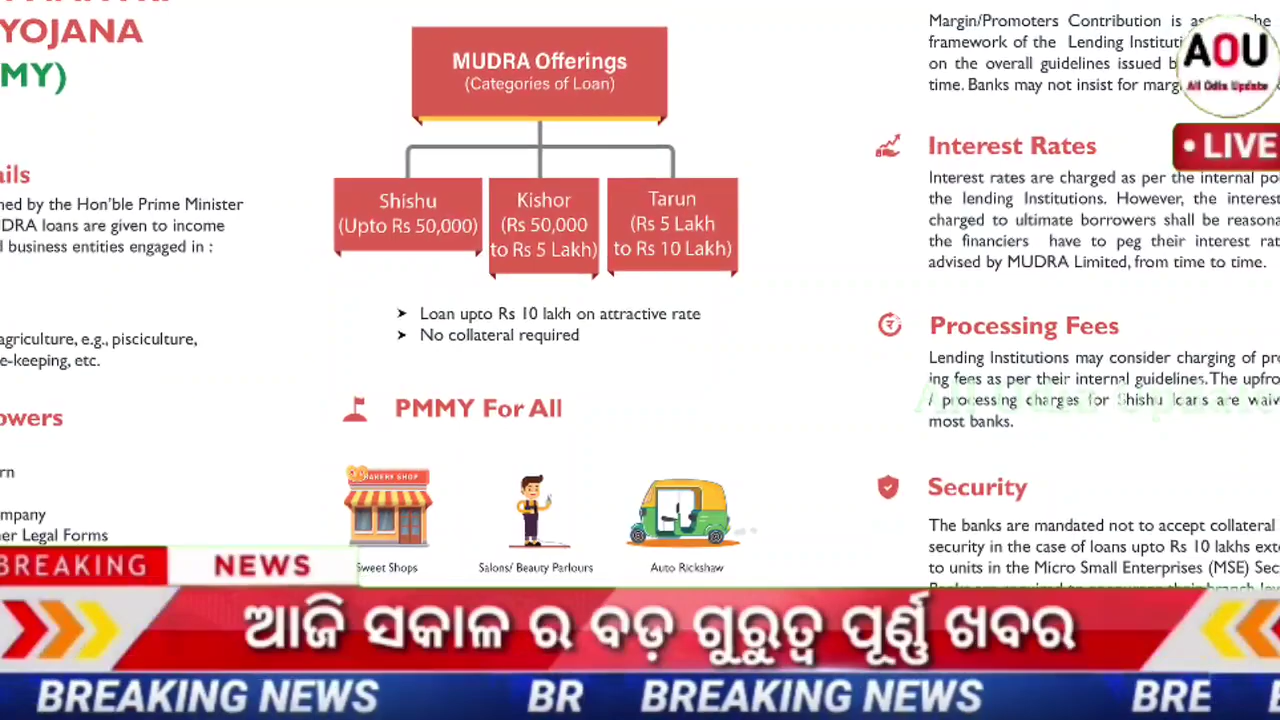 YOJANA
MY)
ails
ned by the Hon'ble Prime Minister
UDRA loans are given to income
l business entities engaged in :
agriculture, e.g., pisciculture,
e-keeping, etc.
owers
rn
mpany
er Legal Forms
MUDRA Offerings
(Categories of Loan)
Shishu
(Upto Rs 50,000)
Kishor
(Rs 50,000
to Rs 5 Lakh)
Tarun
(Rs 5 Lakh
to Rs 10 Lakh)
➤ Loan upto Rs 10 lakh on attractive rate
➤ No collateral required
PMMY For All
BAKERY SHOP
Sweet Shops
Salons/ Beauty Parlours
Auto Rickshaw
Margin/Promoters Contribution is as the
framework of the Lending Instituti
on the overall guidelines issued b
time. Banks may not insist for marg
AOU
All Odia Update
• LIVE
Interest Rates
Interest rates are charged as per the internal po
the lending Institutions. However, the interest
charged to ultimate borrowers shall be reasona
the financiers have to peg their interest rat
advised by MUDRA Limited, from time to time.
Processing Fees
Lending Institutions may consider charging of pro
ing fees as per their internal guidelines. The upfro
/ processing charges for Shishu loans are waiv
most banks.
All Odia Update
Security
The banks are mandated not to accept collateral
security in the case of loans upto Rs 10 lakhs exte
to units in the Micro Small Enterprises (MSE) Sec
BREAKING NEWS
ଆଜି ସକାଳ ର ବଡ଼ ଗୁରୁତ୍ୱ ପୂର୍ଣ୍ଣ ଖବର
BREAKING NEWS BR BREAKING NEWS BRE